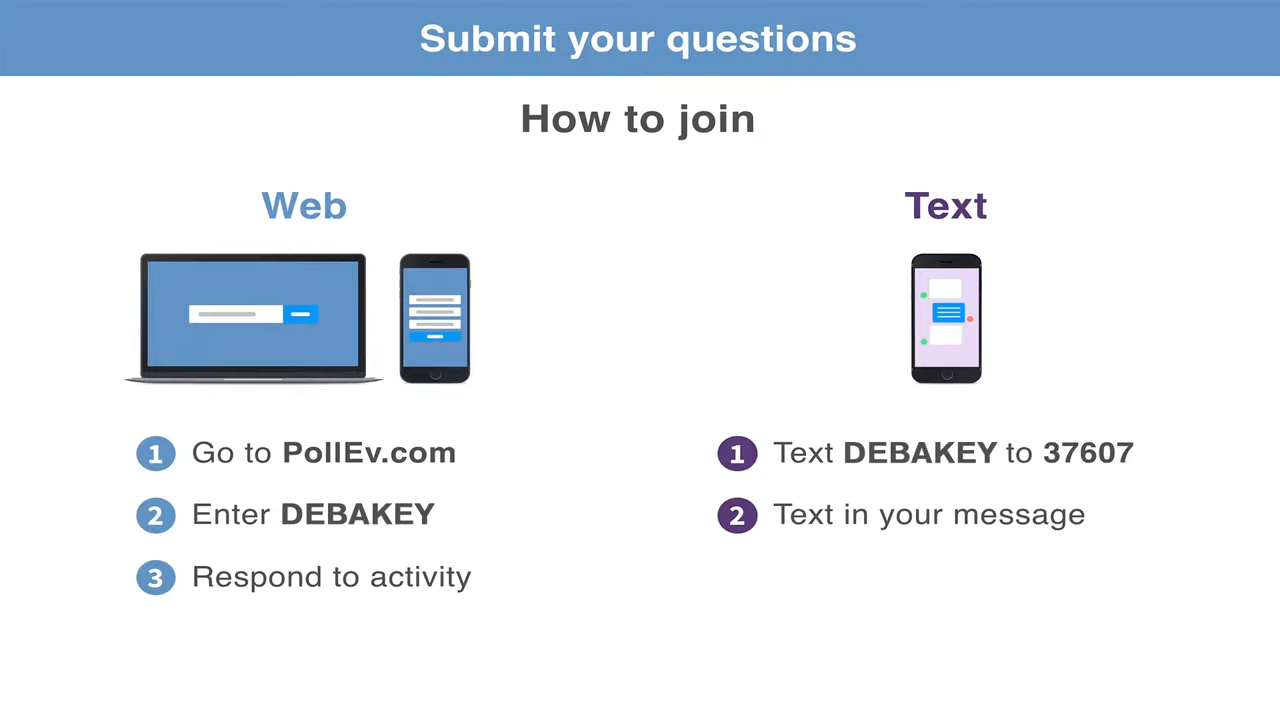 Submit your questions
How to join
Web
1 Go to PollEv.com
2 Enter DEBAKEY
3 Respond to activity
Text
1 Text DEBAKEY to 37607
2 Text in your message